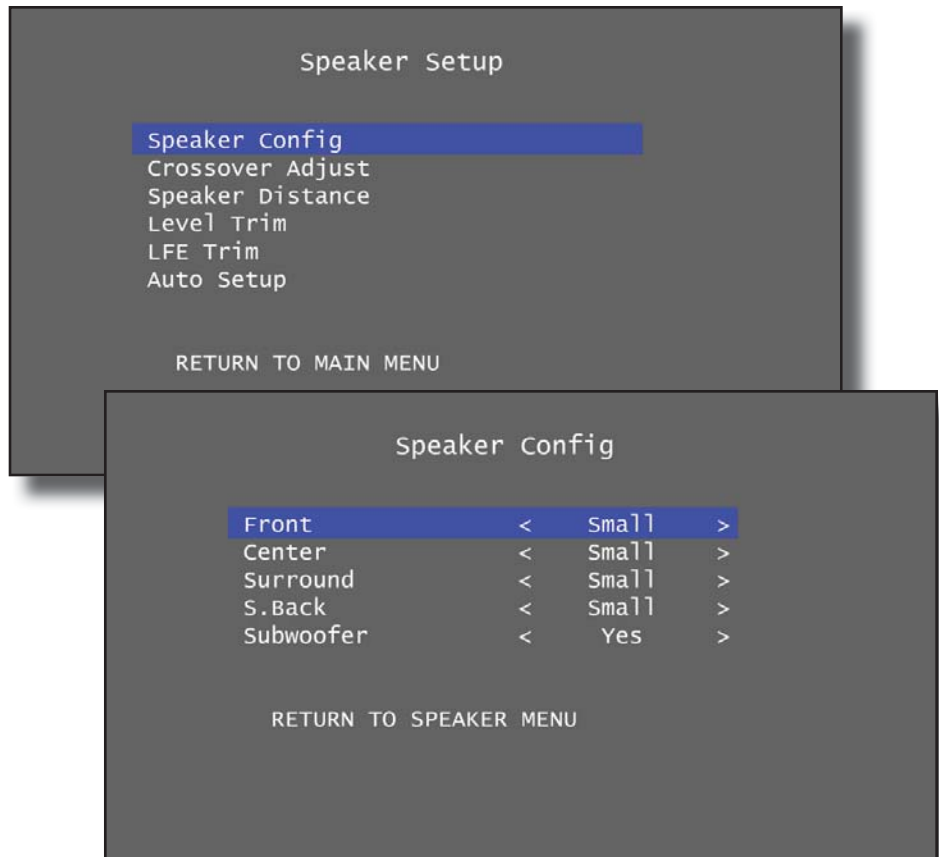 Speaker Setup
Speaker Config
Crossover Adjust
Speaker Distance
Level Trim
LFE Trim
Auto Setup
RETURN TO MAIN MENU
Speaker Config
Front < Small >
Center < Small >
Surround < Small >
S.Back < Small >
Subwoofer < Yes >
RETURN TO SPEAKER MENU